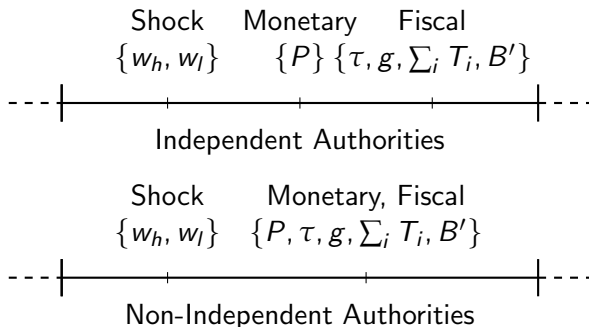 Shock Monetary Fiscal
{w_h, w_l} {P} {τ, g, ∑_i T_i, B′}
Independent Authorities
Shock Monetary, Fiscal
{w_h, w_l} {P, τ, g, ∑_i T_i, B′}
Non-Independent Authorities